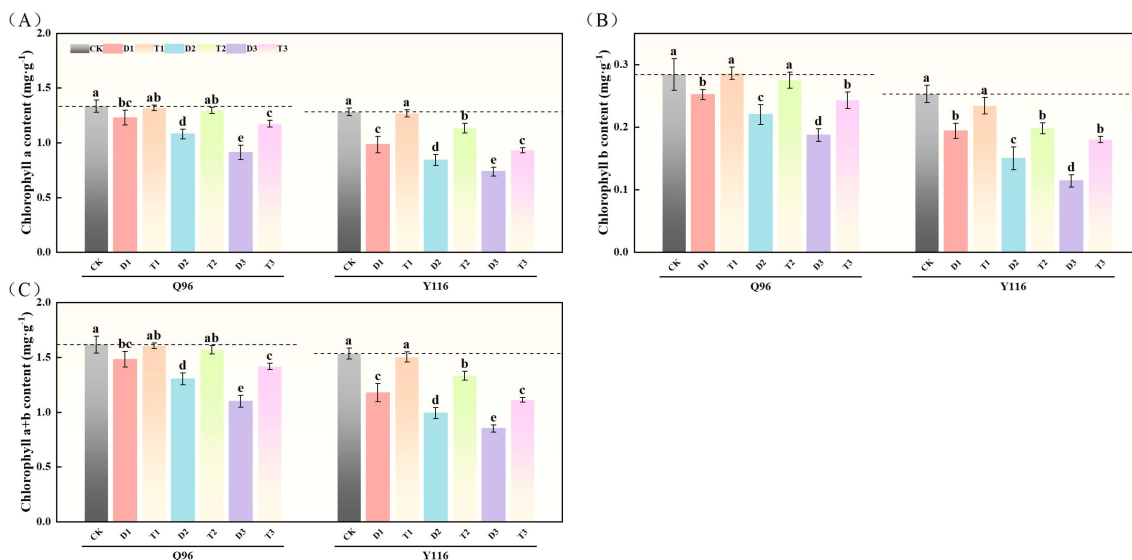 (A)
Chlorophyll a content (mg·g⁻¹)
2.0
1.5
1.0
0.5
0.0
CK D1 T1 D2 T2 D3 T3
a bc ab d ab e c
a c a d b e c
CK D1 T1 D2 T2 D3 T3 CK D1 T1 D2 T2 D3 T3
Q96 Y116
(B)
Chlorophyll b content (mg·g⁻¹)
0.3
0.2
0.1
0.0
a b a c a d b
a b a c b d b
CK D1 T1 D2 T2 D3 T3 CK D1 T1 D2 T2 D3 T3
Q96 Y116
(C)
Chlorophyll a+b content (mg·g⁻¹)
2.0
1.5
1.0
0.5
0.0
a bc ab d ab e c
a c a d b e c
CK D1 T1 D2 T2 D3 T3 CK D1 T1 D2 T2 D3 T3
Q96 Y116